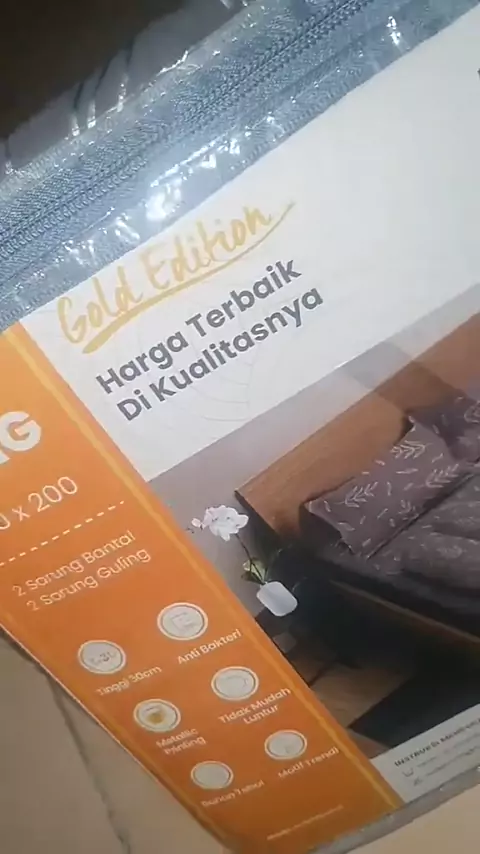 Gold Edition
Harga Terbaik
Di Kualitasnya
x 200
2 Sarung Bantal
2 Sarung Guling
Tinggi 30cm
Anti Bakteri
Metallic
Printing
Tidak Mudah
Luntur
Motif Trendi